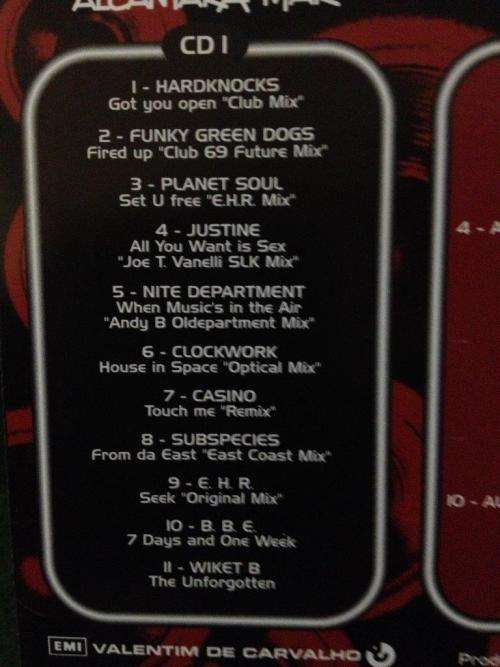 ALCÂNTARA MAR
CD 1
1 - HARDKNOCKS
Got you open "Club Mix"
2 - FUNKY GREEN DOGS
Fired up "Club 69 Future Mix"
3 - PLANET SOUL
Set U free "E.H.R. Mix"
4 - JUSTINE
All You Want is Sex
"Joe T. Vanelli SLK Mix"
5 - NITE DEPARTMENT
When Music's in the Air
"Andy B Oldepartment Mix"
6 - CLOCKWORK
House in Space "Optical Mix"
7 - CASINO
Touch me "Remix"
8 - SUBSPECIES
From da East "East Coast Mix"
9 - E. H. R.
Seek "Original Mix"
10 - B. B. E.
7 Days and One Week
11 - WIKET B
The Unforgotten
4 - A
10 - A
EMI VALENTIM DE CARVALHO
Prod